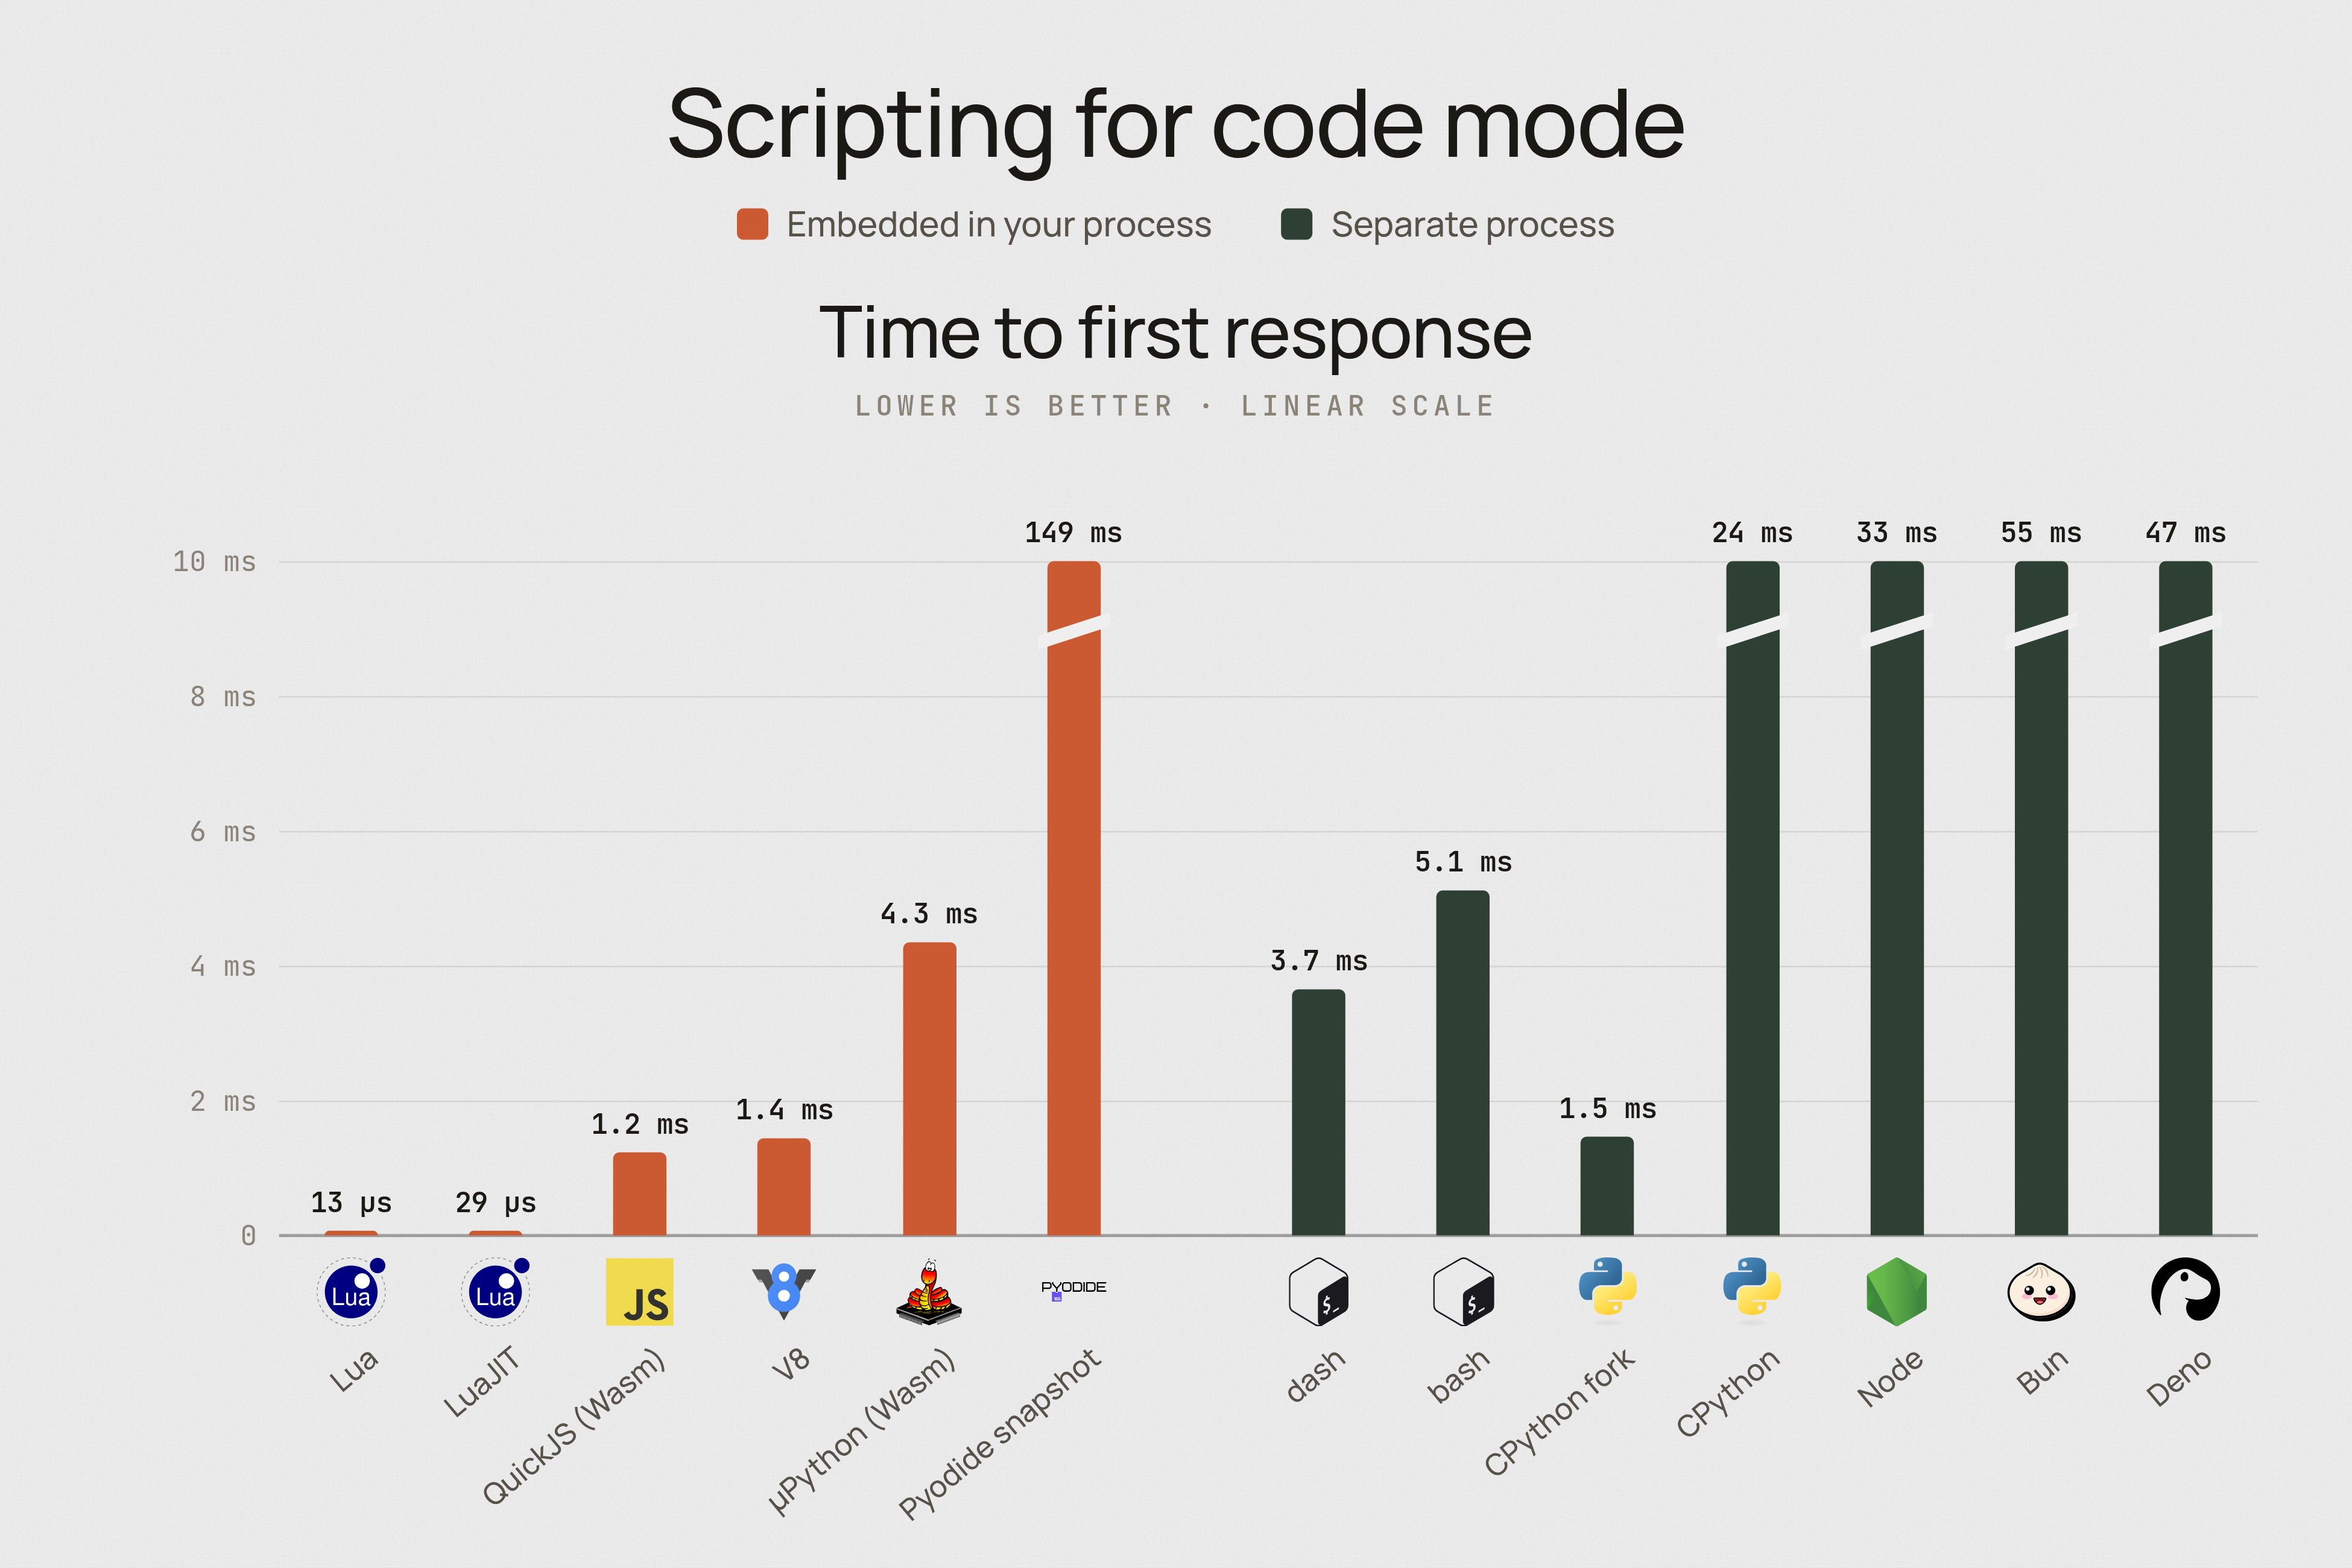 Scripting for code mode
Embedded in your process Separate process
Time to first response
LOWER IS BETTER · LINEAR SCALE
149 ms 24 ms 33 ms 55 ms 47 ms
10 ms
8 ms
6 ms
5.1 ms
4.3 ms
4 ms
3.7 ms
2 ms
1.2 ms 1.4 ms 1.5 ms
13 µs 29 µs
0
Lua Lua JS 8 PYODIDE $_ $_
WA
Lua
LuaJIT
QuickJS (Wasm)
V8
µPython (Wasm)
Pyodide snapshot
dash
bash
CPython fork
CPython
Node
Bun
Deno